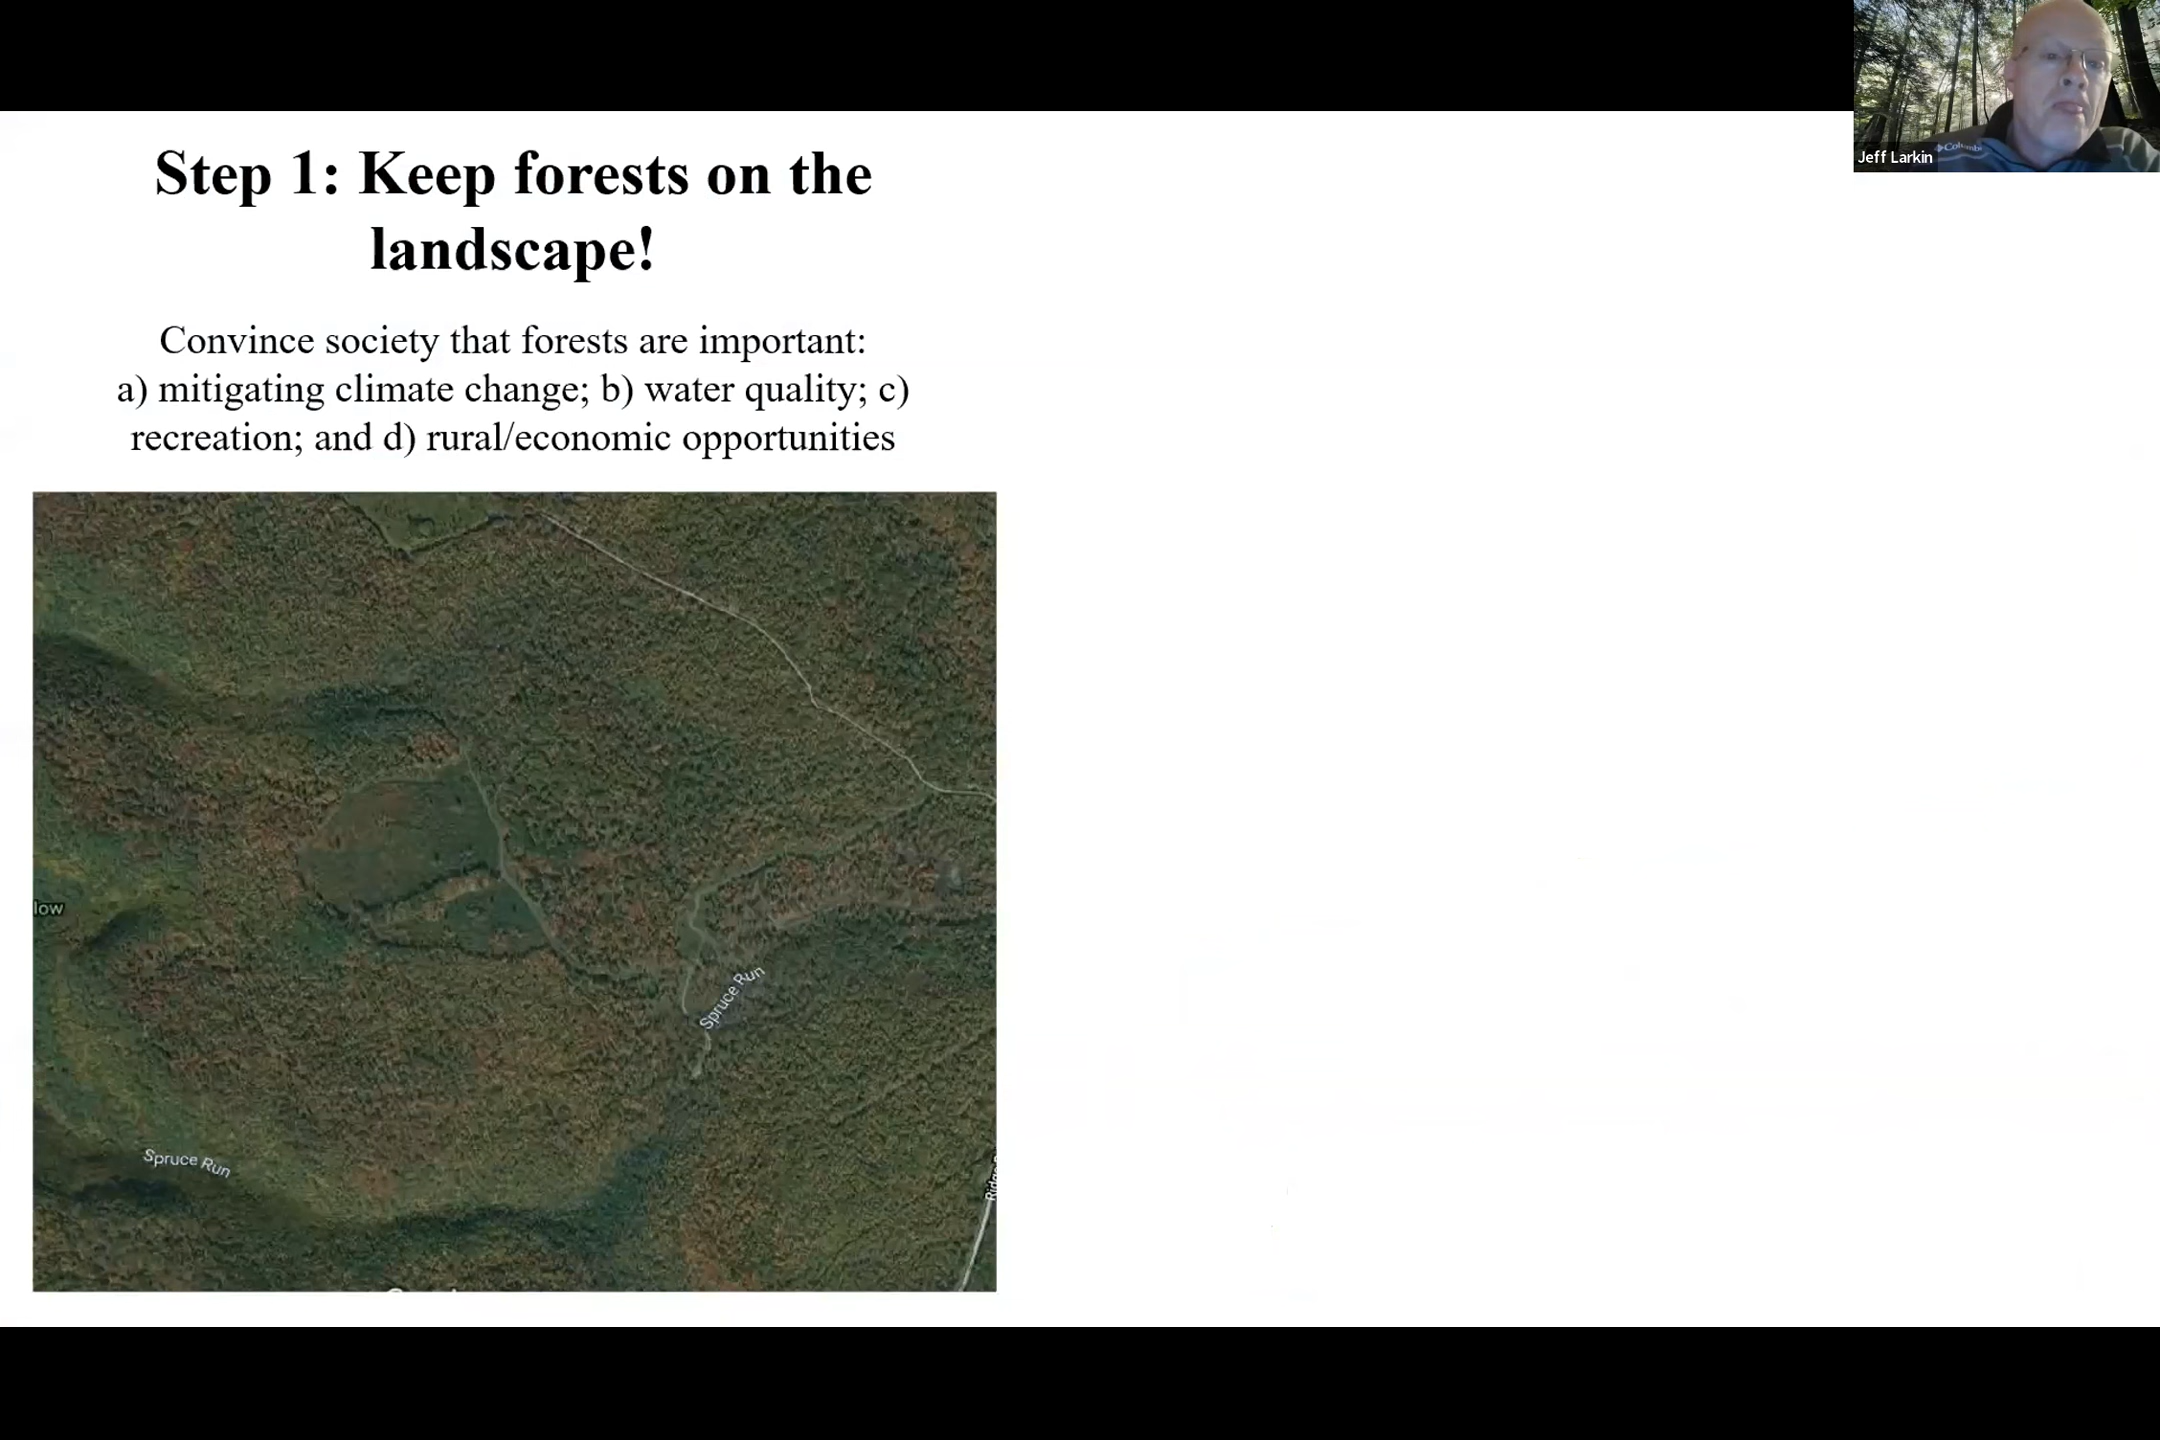 Step 1: Keep forests on the
landscape!
Convince society that forests are important:
a) mitigating climate change; b) water quality; c)
recreation; and d) rural/economic opportunities
Jeff Larkin
Columbia
low
Spruce Run
Spruce Run